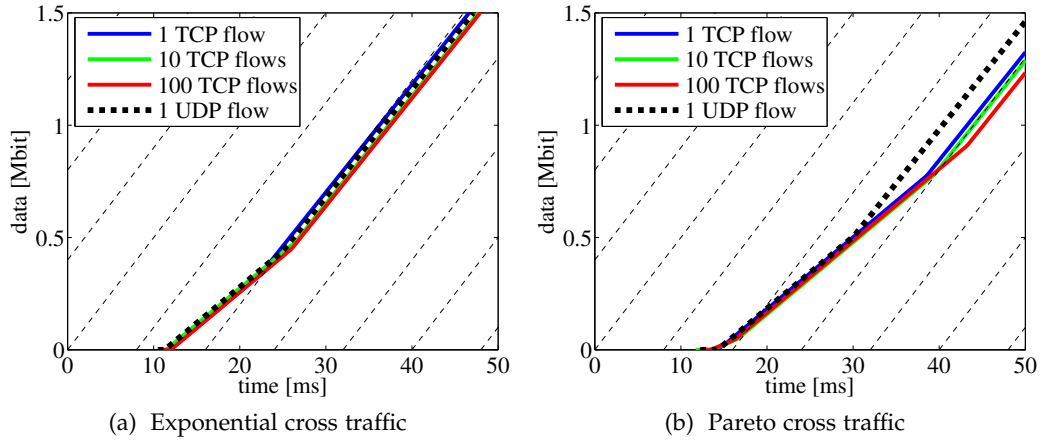 1.5
1
0.5
0
data [Mbit]
1 TCP flow
10 TCP flows
100 TCP flows
1 UDP flow
0 10 20 30 40 50
time [ms]
(a) Exponential cross traffic
1.5
1
0.5
0
data [Mbit]
1 TCP flow
10 TCP flows
100 TCP flows
1 UDP flow
0 10 20 30 40 50
time [ms]
(b) Pareto cross traffic